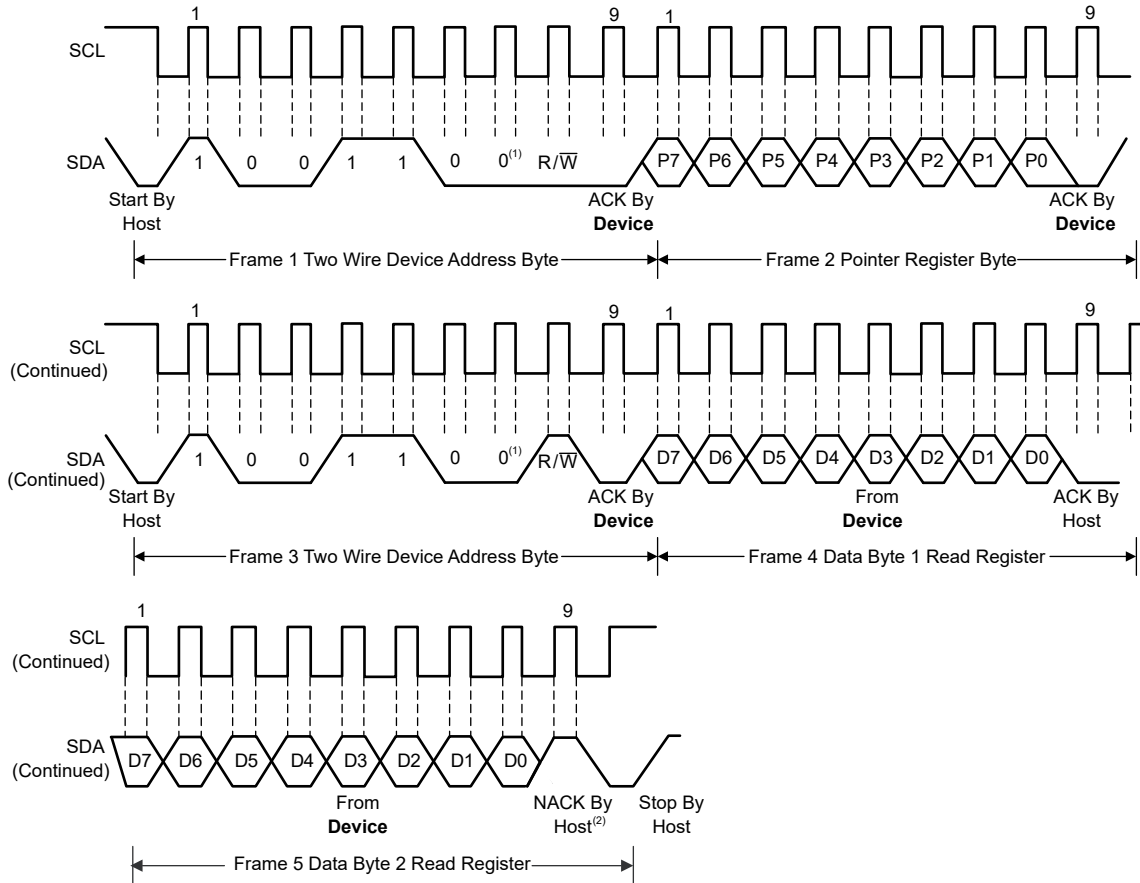 1 9 1 9
SCL
SDA 1 0 0 1 1 0 0(1) R/W P7 P6 P5 P4 P3 P2 P1 P0
Start By Host
ACK By Device
ACK By Device
Frame 1 Two Wire Device Address Byte
Frame 2 Pointer Register Byte
1 9 1 9
SCL (Continued)
SDA (Continued) 1 0 0 1 1 0 0(1) R/W D7 D6 D5 D4 D3 D2 D1 D0
Start By Host
ACK By Device
From Device
ACK By Host
Frame 3 Two Wire Device Address Byte
Frame 4 Data Byte 1 Read Register
1 9
SCL (Continued)
SDA (Continued) D7 D6 D5 D4 D3 D2 D1 D0
From Device
NACK By Host(2)
Stop By Host
Frame 5 Data Byte 2 Read Register